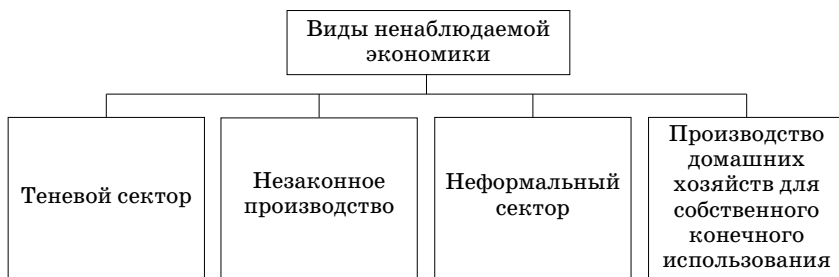 Виды ненаблюдаемой
экономики
Теневой сектор
Незаконное
производство
Неформальный
сектор
Производство
домашних
хозяйств для
собственного
конечного
использования